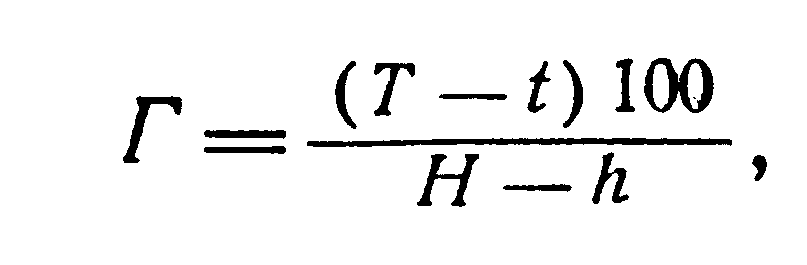 Г = (T — t) 100 / H — h,